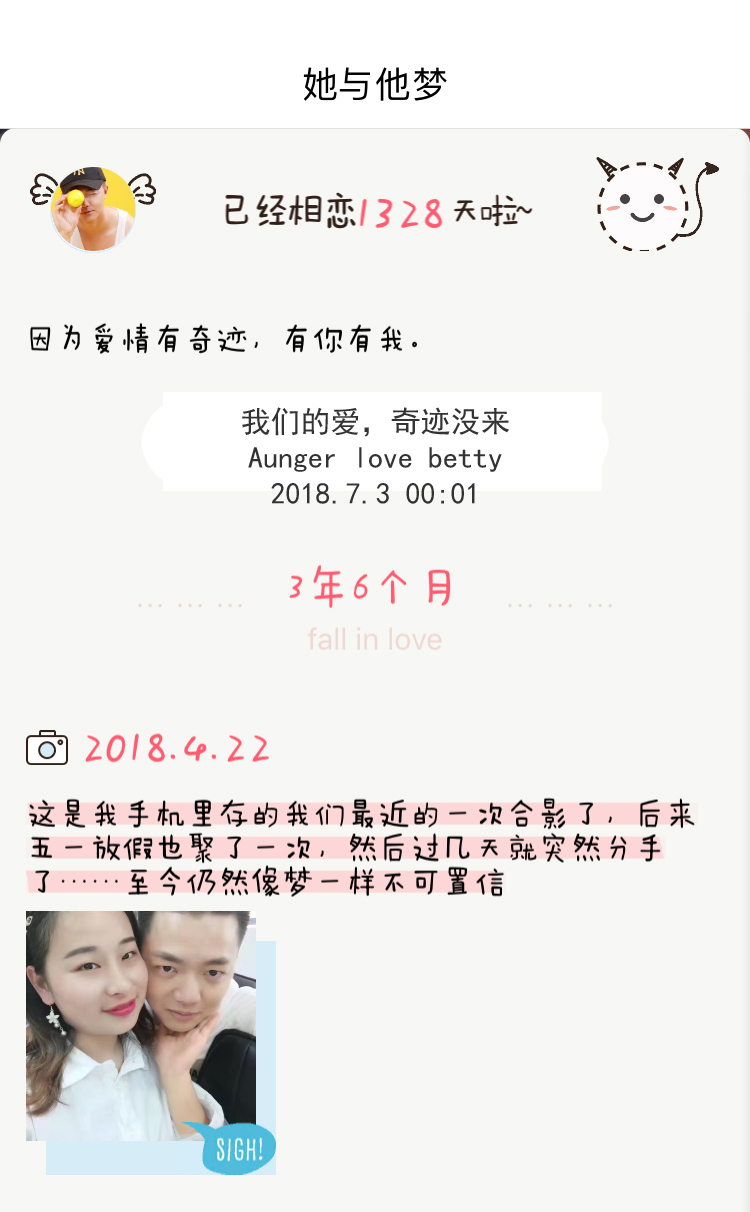 她与他梦
已经相恋1328天啦~
因为爱情有奇迹，有你有我。
我们的爱，奇迹没来
Aunger love betty
2018.7.3 00:01
... ... ... 3年6个月 ... ... ...
fall in love
2018.4.22
这是我手机里存的我们最近的一次合影了，后来
五一放假也聚了一次，然后过几天就突然分手
了……至今仍然像梦一样不可置信
SIGH!